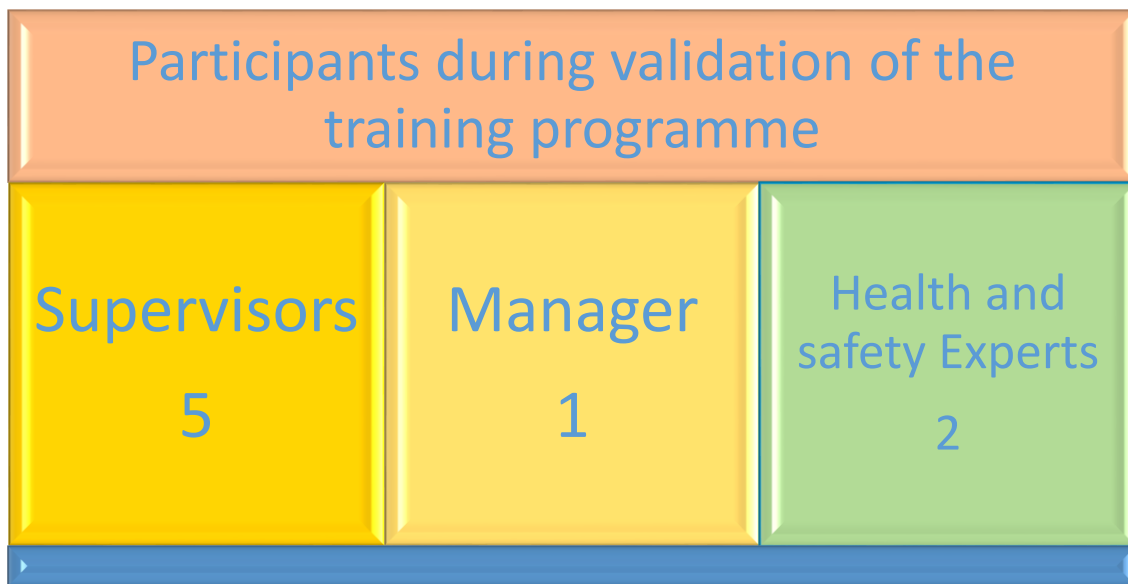 Participants during validation of the
training programme
Supervisors
5
Manager
1
Health and
safety Experts
2